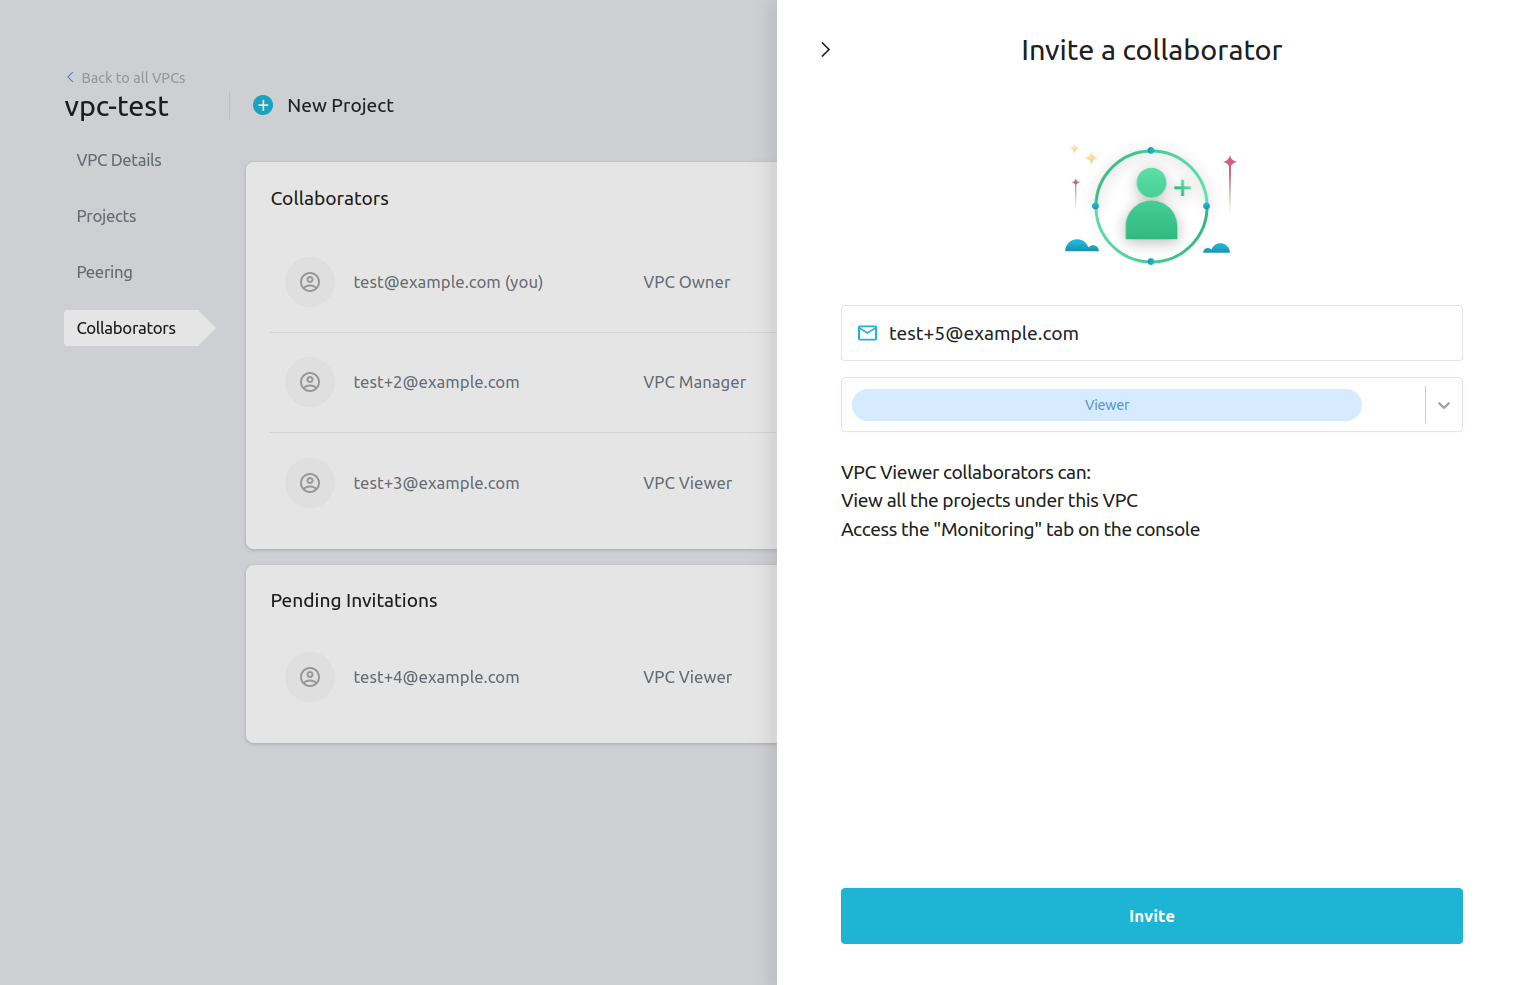 Back to all VPCs
vpc-test
New Project
VPC Details
Projects
Peering
Collaborators
Collaborators
test@example.com (you) VPC Owner
test+2@example.com VPC Manager
test+3@example.com VPC Viewer
Pending Invitations
test+4@example.com VPC Viewer
Invite a collaborator
test+5@example.com
Viewer
VPC Viewer collaborators can:
View all the projects under this VPC
Access the "Monitoring" tab on the console
Invite